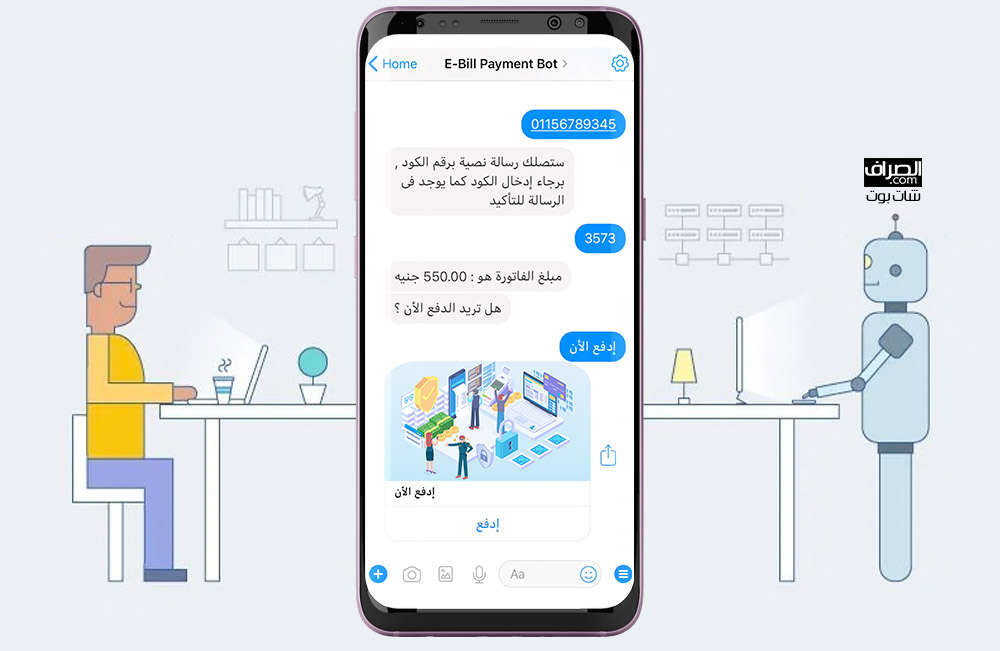 Home
E-Bill Payment Bot
01156789345
ستصلك رسالة نصية برقم الكود ,
برجاء إدخال الكود كما يوجد فى
الرسالة للتأكيد
3573
مبلغ الفاتورة هو : 550.00 جنيه
هل تريد الدفع الأن ؟
إدفع الأن
إدفع الأن
إدفع
Aa
الصراف
.com
شات بوت